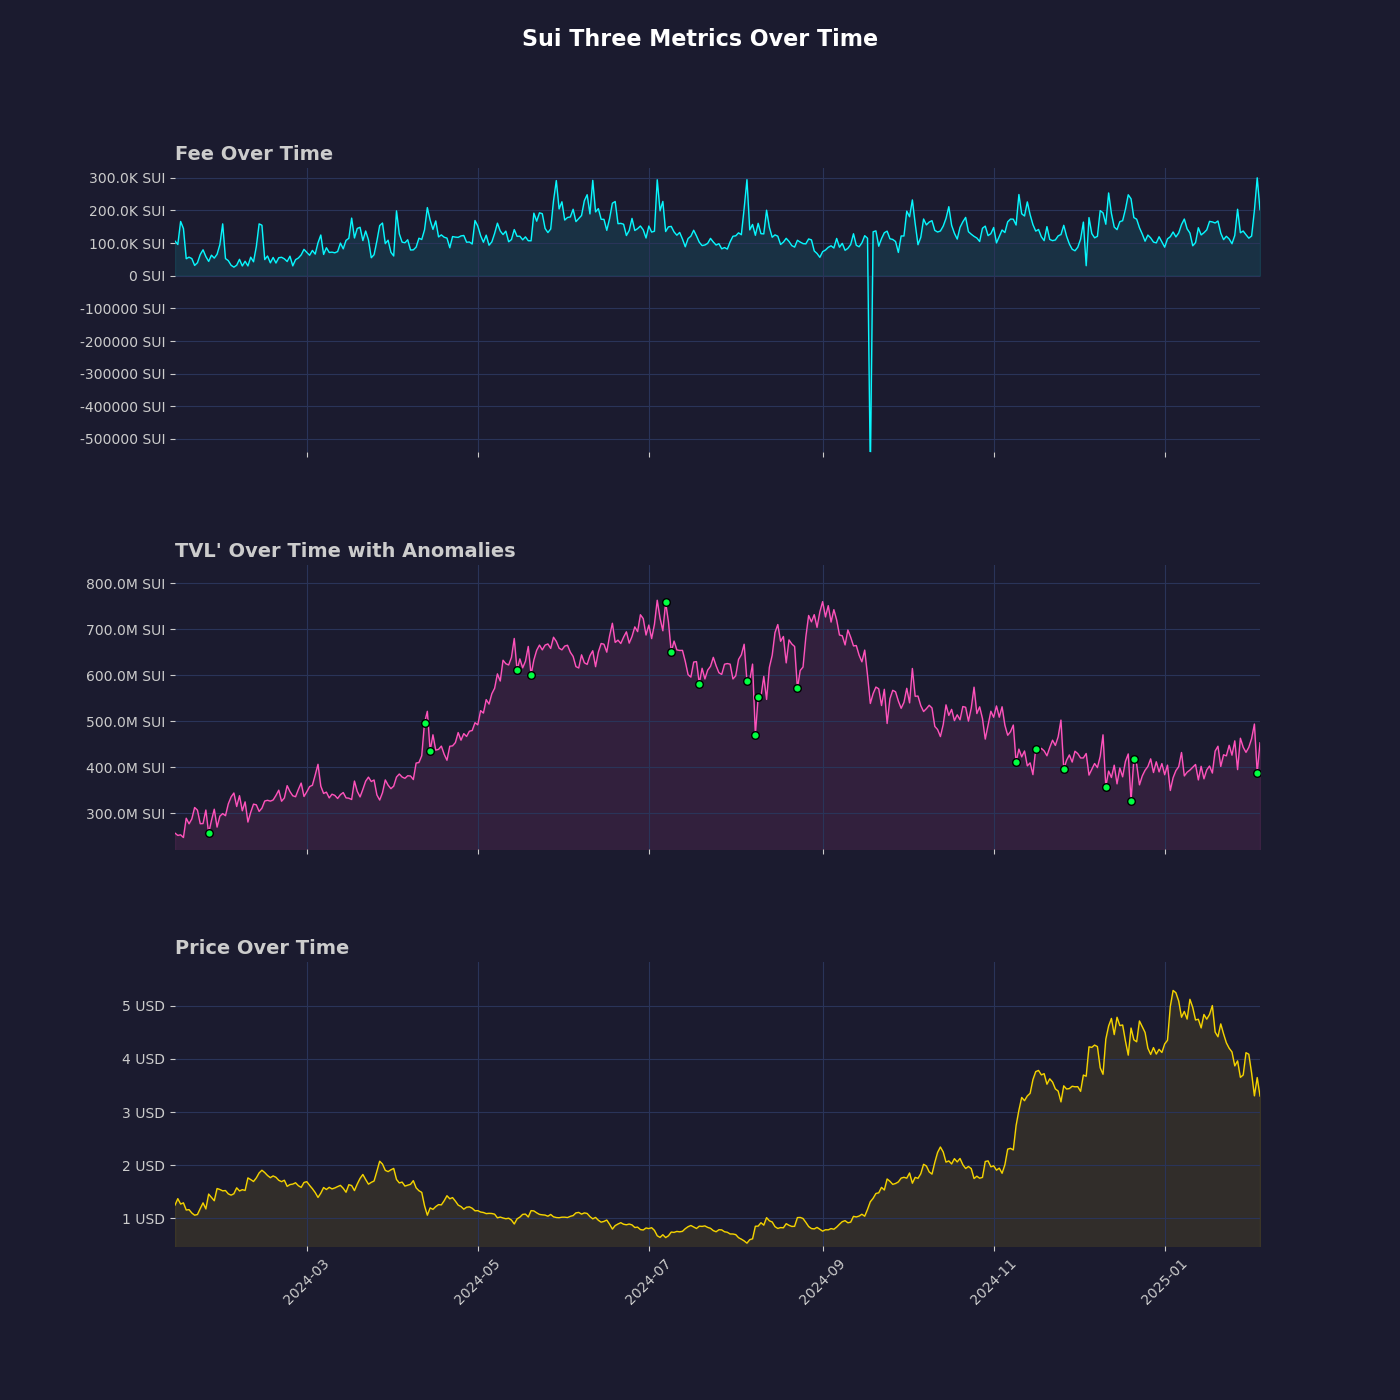 Sui Three Metrics Over Time
Fee Over Time
300.0K SUI
200.0K SUI
100.0K SUI
0 SUI
-100000 SUI
-200000 SUI
-300000 SUI
-400000 SUI
-500000 SUI
TVL' Over Time with Anomalies
800.0M SUI
700.0M SUI
600.0M SUI
500.0M SUI
400.0M SUI
300.0M SUI
Price Over Time
5 USD
4 USD
3 USD
2 USD
1 USD
2024-03
2024-05
2024-07
2024-09
2024-11
2025-01